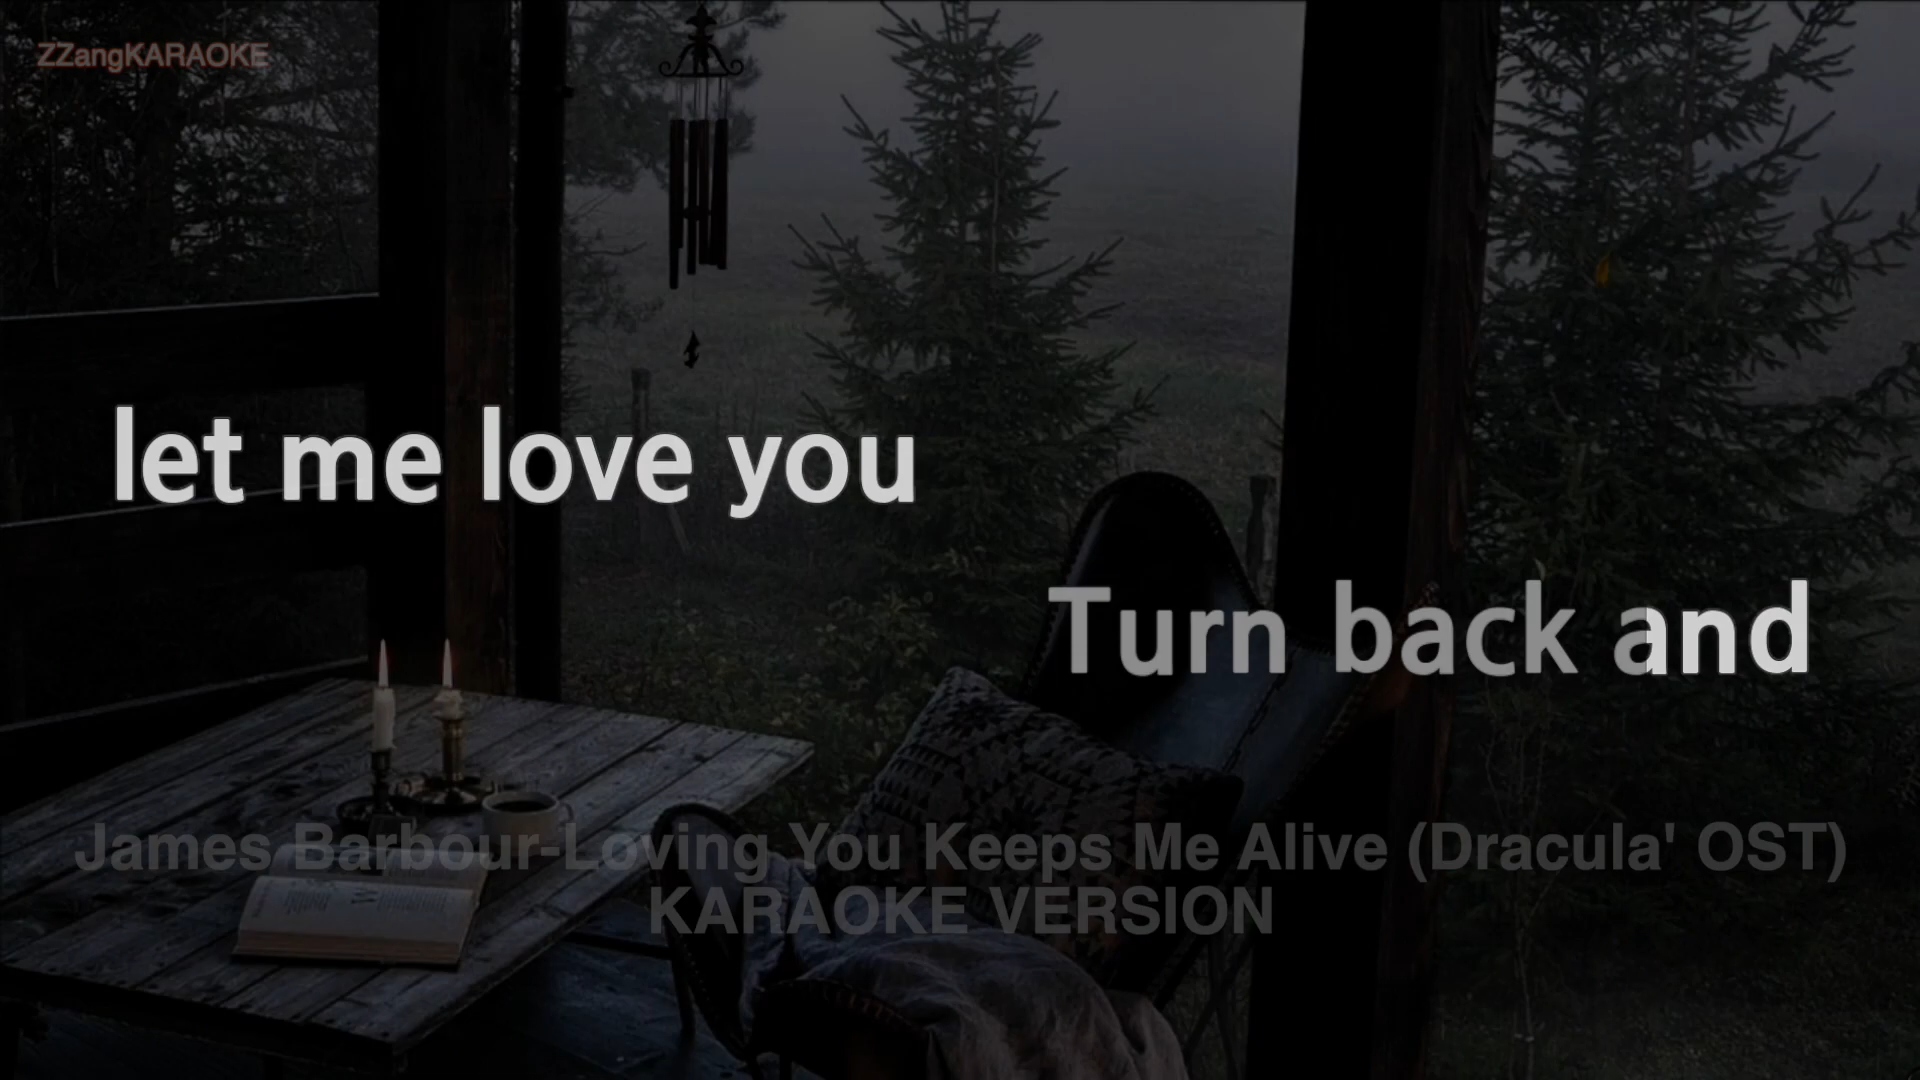 ZZangKARAOKE
let me love you
Turn back and
James Barbour-Loving You Keeps Me Alive (Dracula' OST)
KARAOKE VERSION